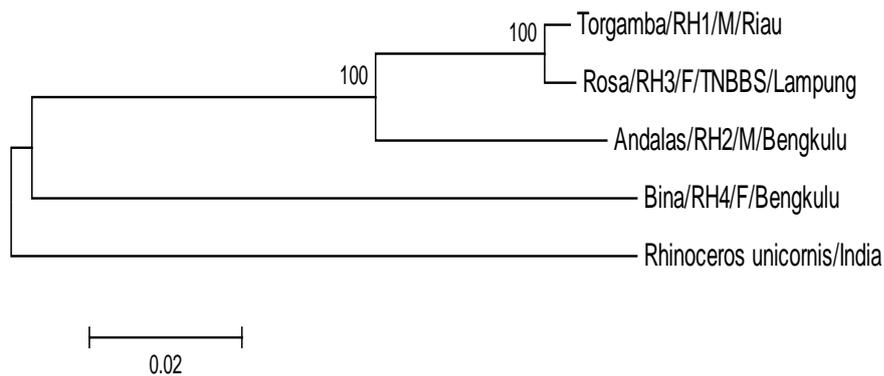 Torgamba/RH1/M/Riau
100
Rosa/RH3/F/TNBBS/Lampung
100
Andalas/RH2/M/Bengkulu
Bina/RH4/F/Bengkulu
Rhinoceros unicornis/India
0.02